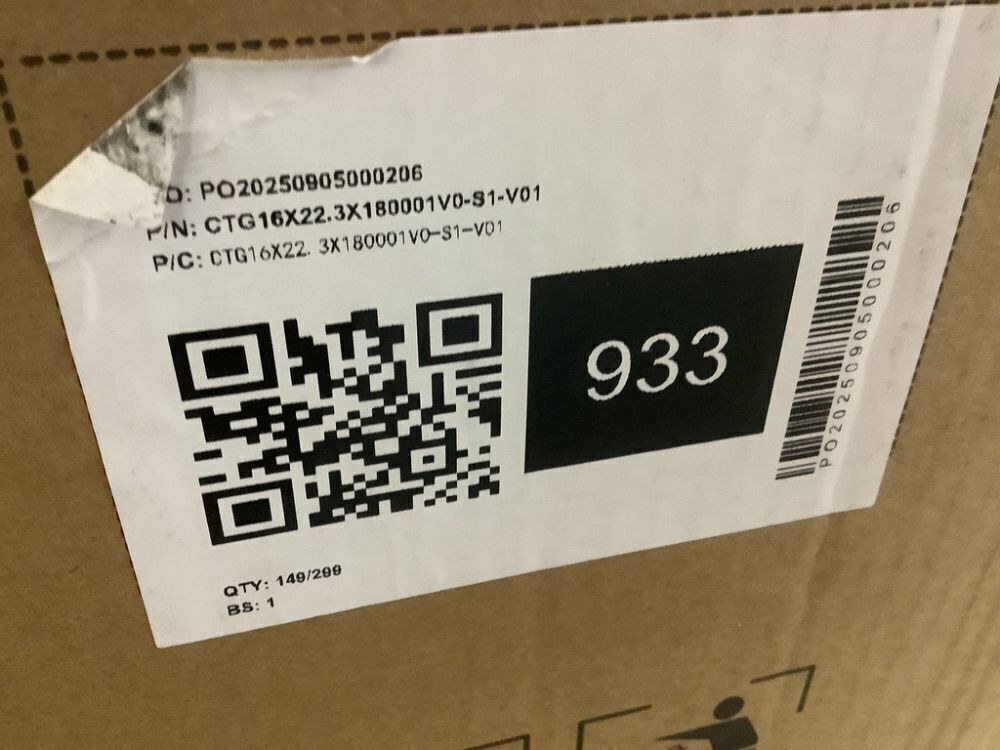 O: PO20250905000206
P/N: CTG16X22.3X180001V0-S1-V01
P/C: CTG16X22. 3X180001V0-S1-V01
933
PO20250905000206
QTY: 149/299
BS: 1